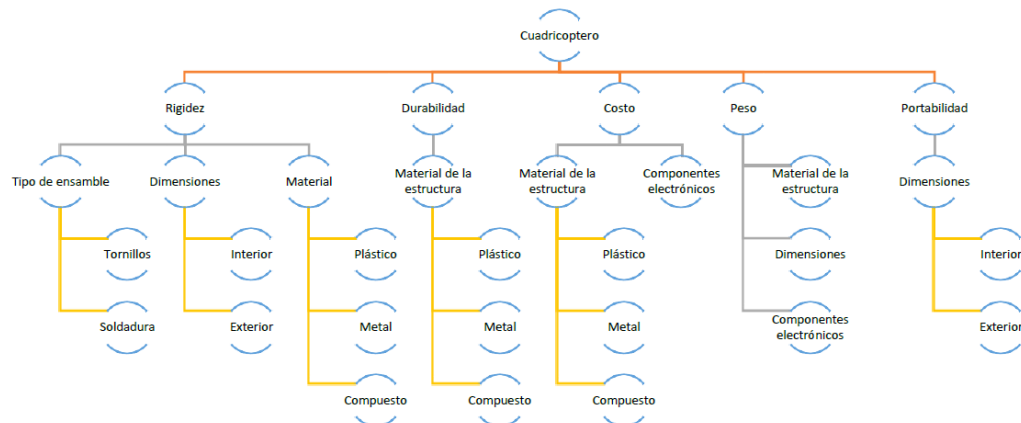 Cuadricoptero
Rigidez
Durabilidad
Costo
Peso
Portabilidad
Tipo de ensamble
Dimensiones
Material
Material de la
estructura
Material de la
estructura
Componentes
electrónicos
Material de la
estructura
Dimensiones
Tornillos
Interior
Plástico
Plástico
Plástico
Dimensiones
Interior
Soldadura
Exterior
Metal
Metal
Metal
Componentes
electrónicos
Exterior
Compuesto
Compuesto
Compuesto